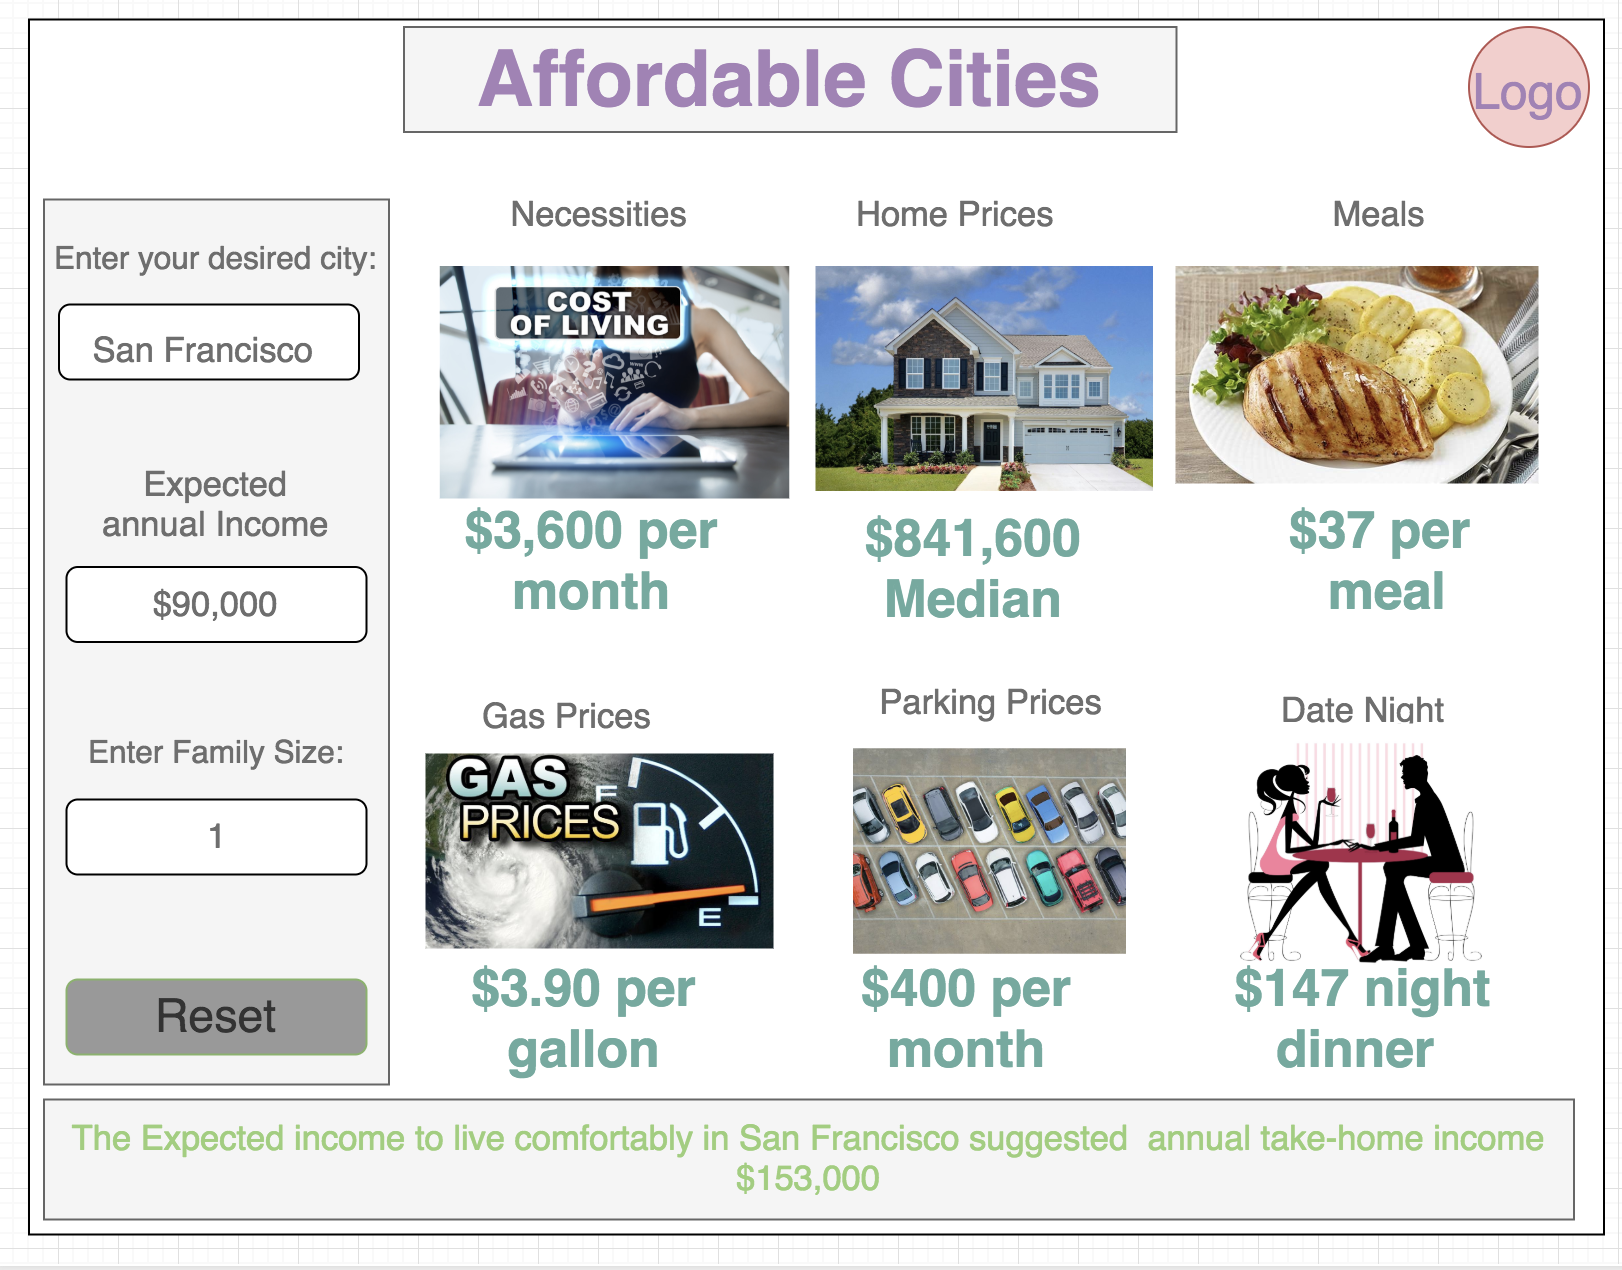 Affordable Cities
Logo
Enter your desired city:
San Francisco
Expected
annual Income
$90,000
Enter Family Size:
1
Reset
Necessities
COST
OF LIVING
$3,600 per
month
Home Prices
$841,600
Median
Meals
$37 per
meal
Gas Prices
GAS
PRICES
F
E
$3.90 per
gallon
Parking Prices
$400 per
month
Date Night
$147 night
dinner
The Expected income to live comfortably in San Francisco suggested  annual take-home income
$153,000